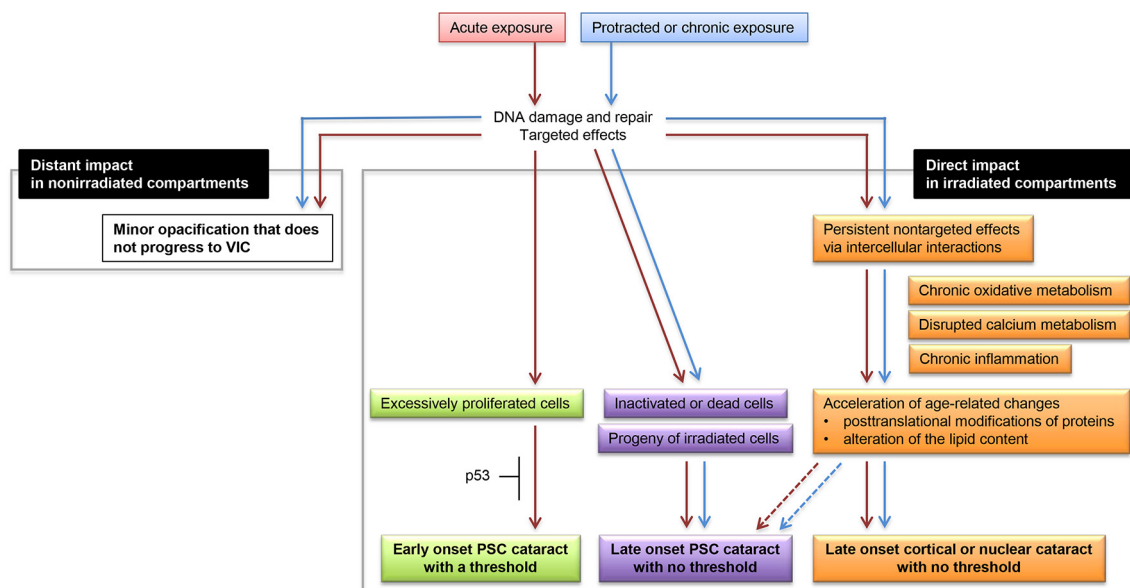 Acute exposure
Protracted or chronic exposure
DNA damage and repair
Targeted effects
Distant impact
in nonirradiated compartments
Direct impact
in irradiated compartments
Minor opacification that does
not progress to VIC
Persistent nontargeted effects
via intercellular interactions
Chronic oxidative metabolism
Disrupted calcium metabolism
Chronic inflammation
Excessively proliferated cells
Inactivated or dead cells
Progeny of irradiated cells
Acceleration of age-related changes
• posttranslational modifications of proteins
• alteration of the lipid content
p53
Early onset PSC cataract
with a threshold
Late onset PSC cataract
with no threshold
Late onset cortical or nuclear cataract
with no threshold